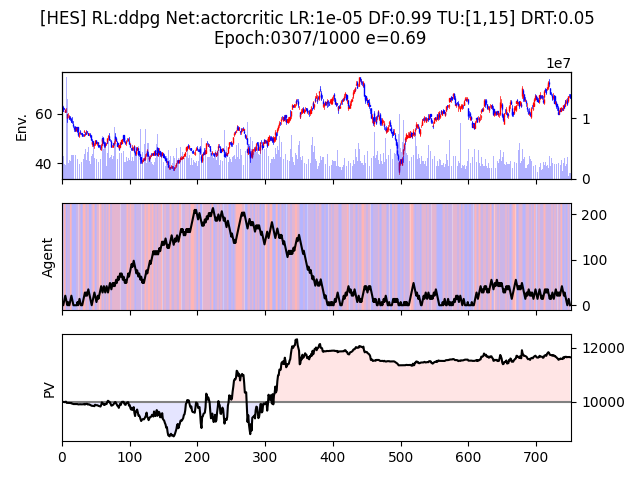 [HES] RL:ddpg Net:actorcritic LR:1e-05 DF:0.99 TU:[1,15] DRT:0.05
Epoch:0307/1000 e=0.69
1e7
Env.
60
40
1
0
Agent
200
100
0
PV
12000
10000
0 100 200 300 400 500 600 700